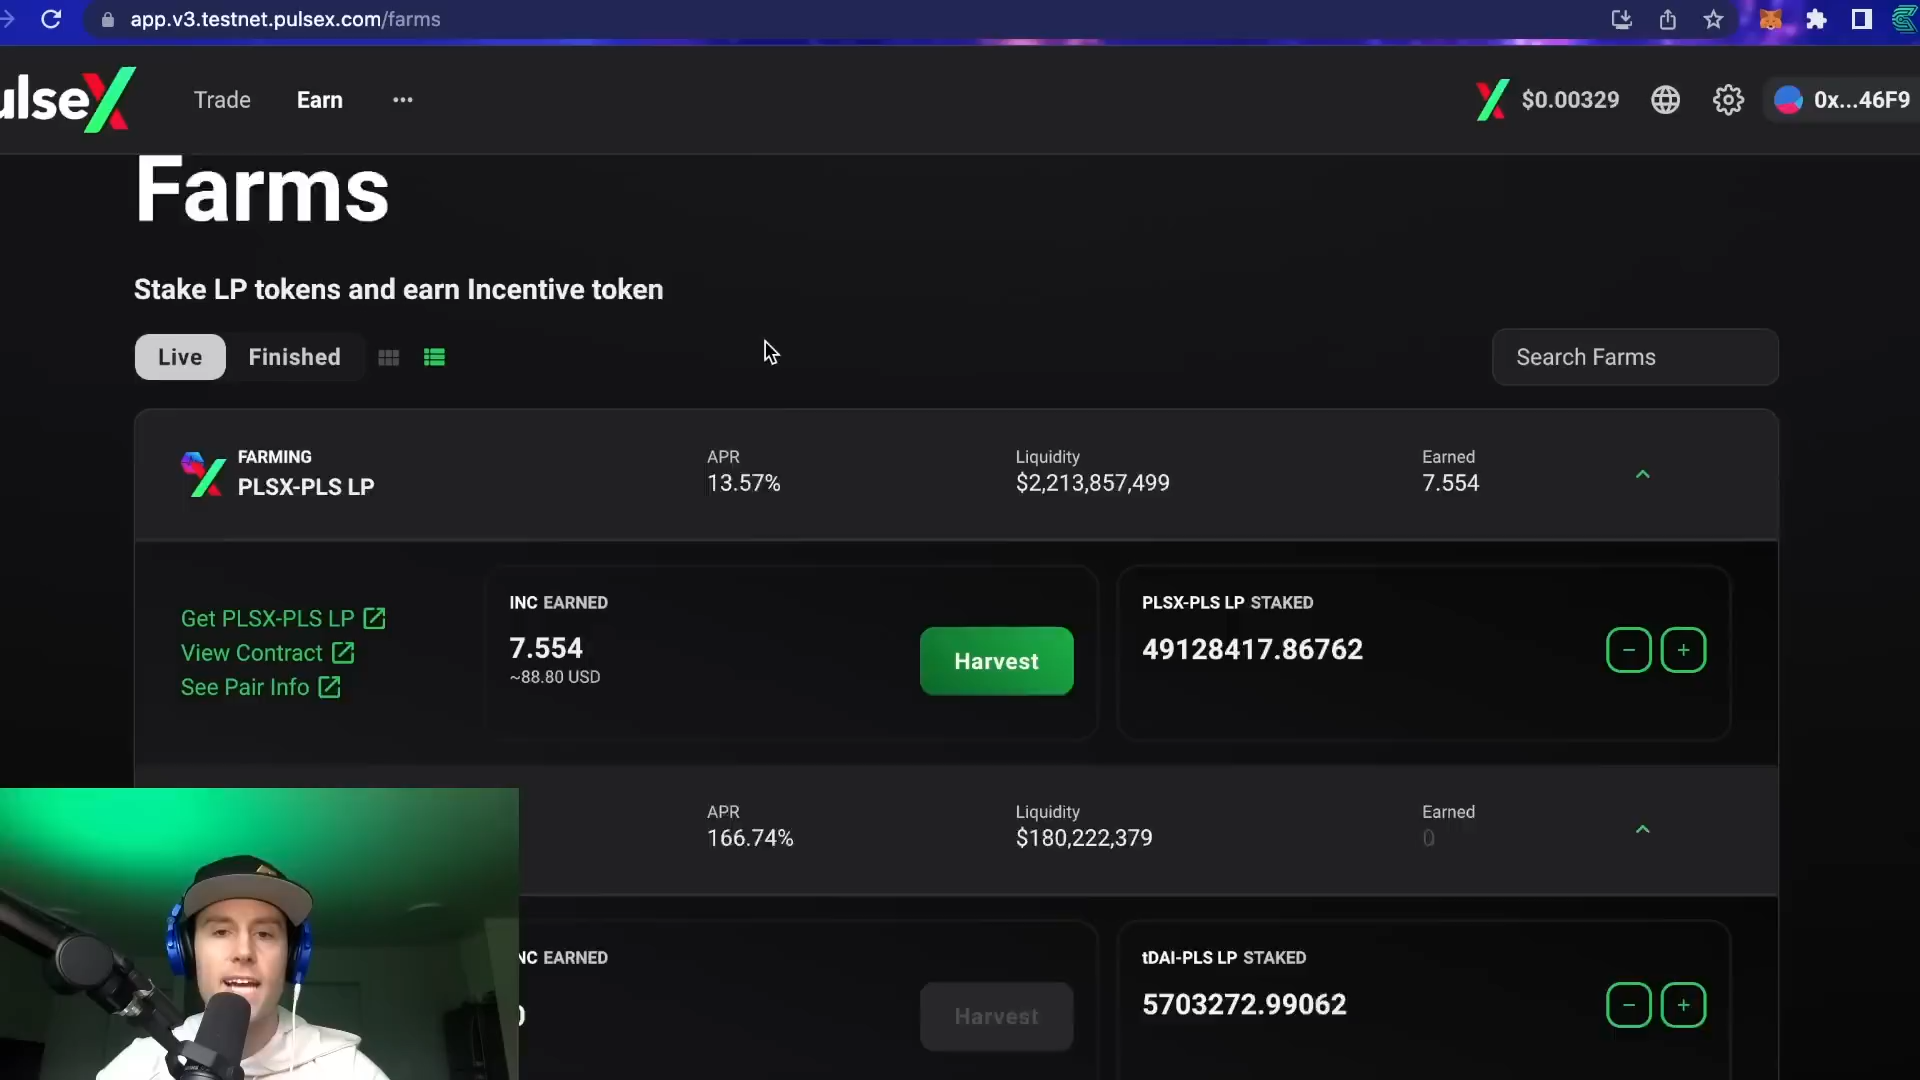 app.v3.testnet.pulsex.com/farms
ulseX
Trade
Earn
$0.00329
0x...46F9
Farms
Stake LP tokens and earn Incentive token
Live
Finished
Search Farms
FARMING
PLSX-PLS LP
APR
13.57%
Liquidity
$2,213,857,499
Earned
7.554
Get PLSX-PLS LP
View Contract
See Pair Info
INC EARNED
7.554
~88.80 USD
Harvest
PLSX-PLS LP STAKED
49128417.86762
APR
166.74%
Liquidity
$180,222,379
Earned
0
NC EARNED
0
Harvest
tDAI-PLS LP STAKED
5703272.99062